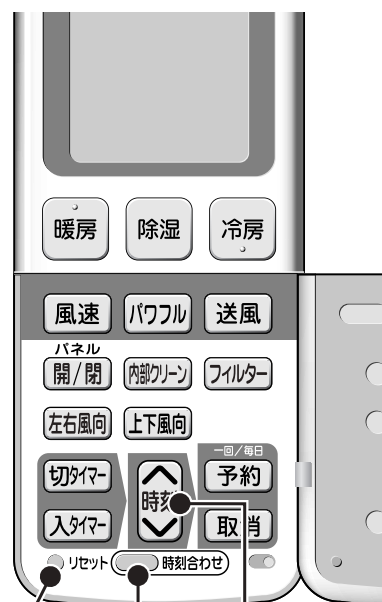 暖房 除湿 冷房
風速 パワフル 送風
パネル
開/閉 内部クリーン フィルター
左右風向 上下風向
一回/毎日
切タイマー 時刻 予約
入タイマー 取消
リセット 時刻合わせ